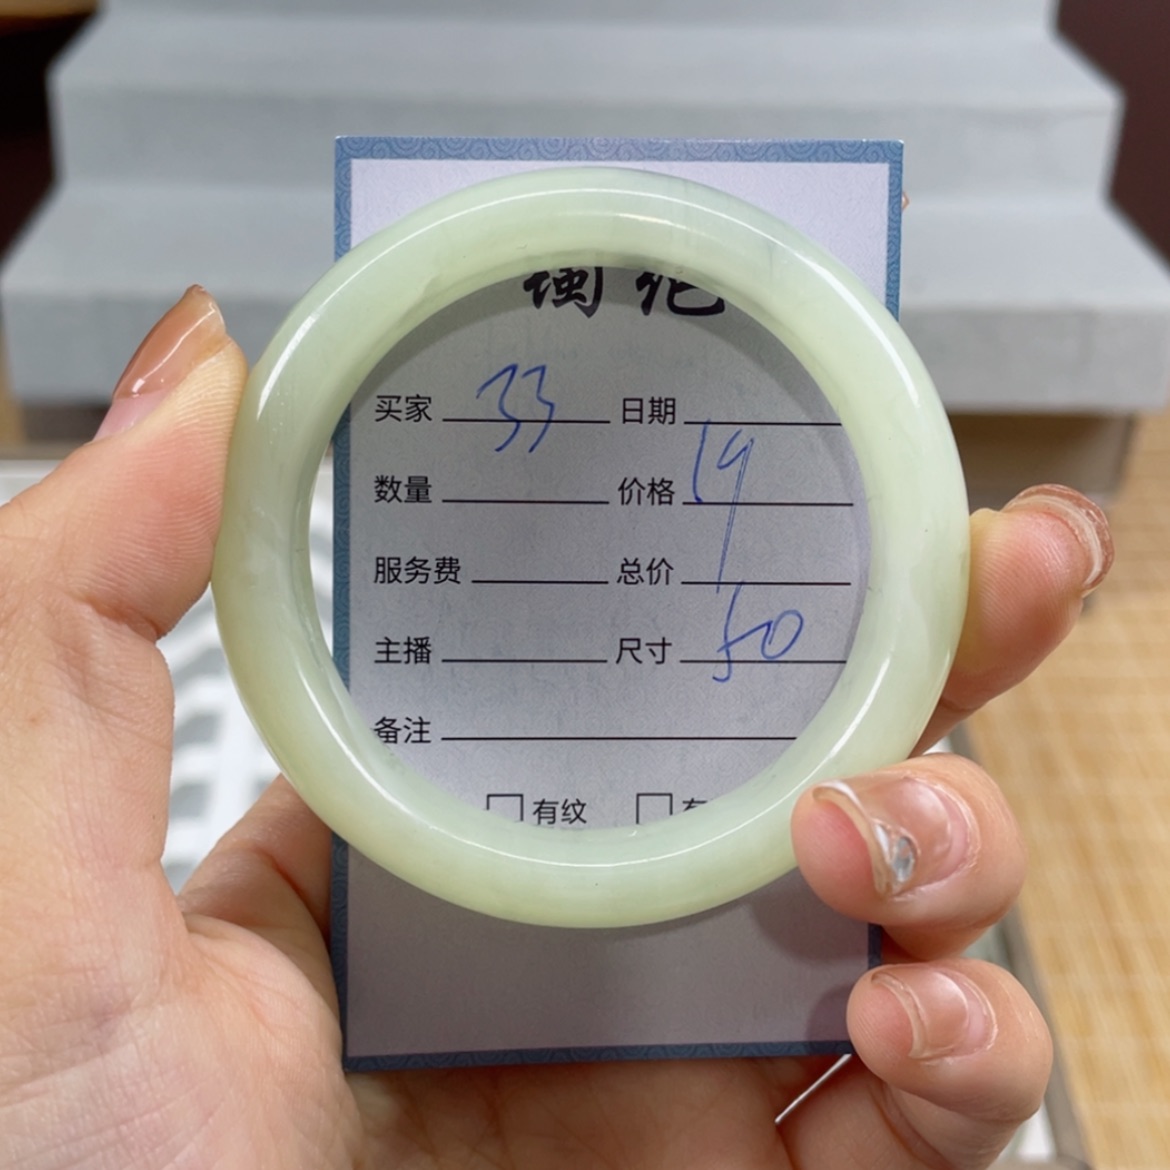 买家 33 日期
数量 价格 19
服务费 总价
主播 尺寸 50
备注
有纹